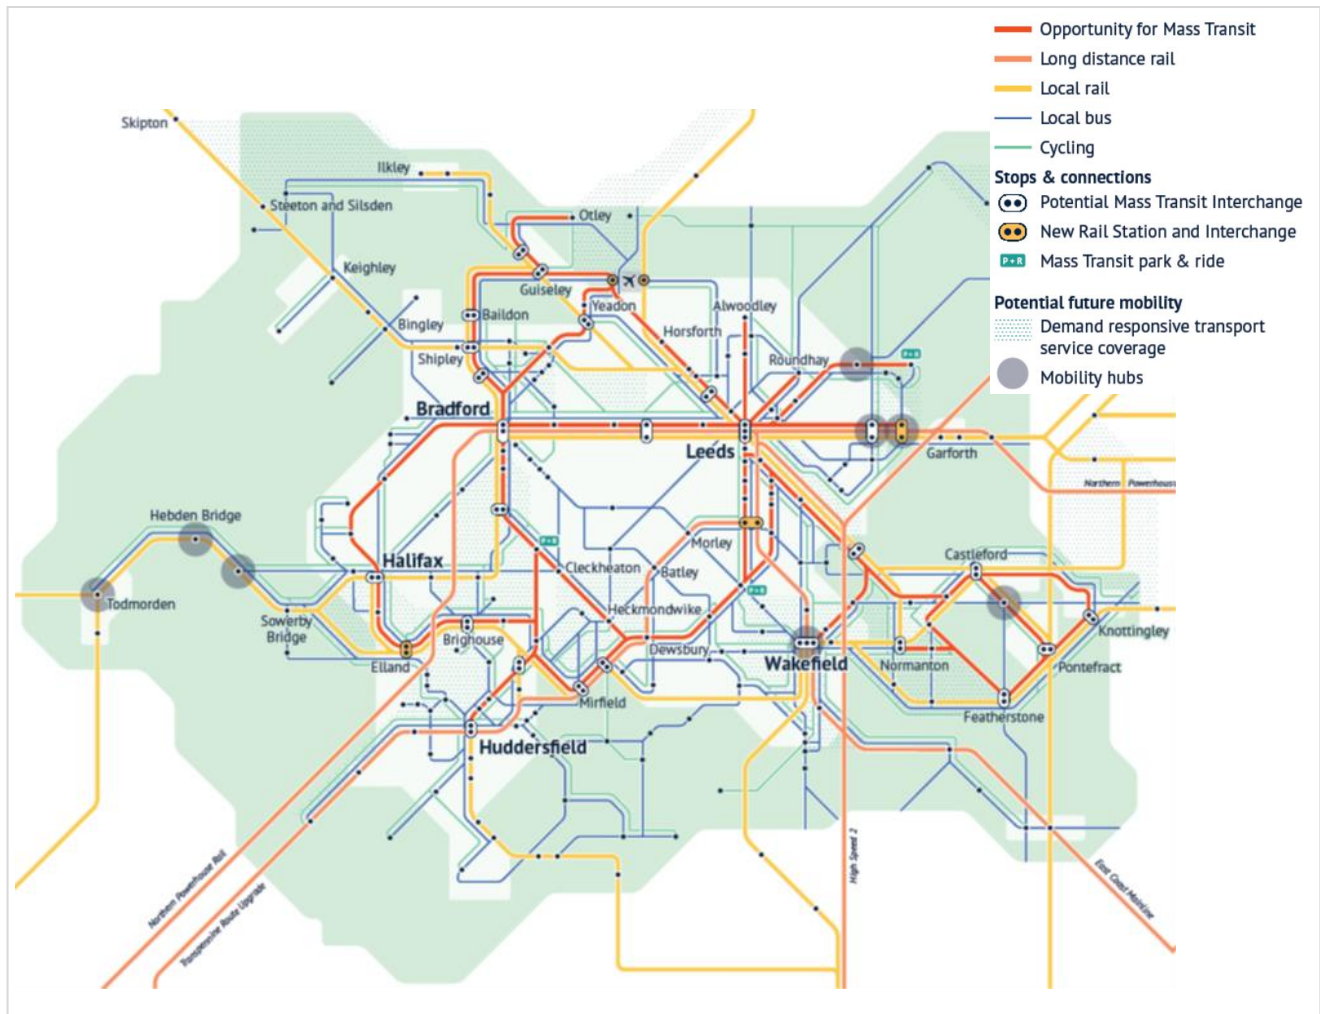 Opportunity for Mass Transit
Long distance rail
Local rail
Local bus
Cycling
Stops & connections
Potential Mass Transit Interchange
New Rail Station and Interchange
P+R Mass Transit park & ride
Potential future mobility
Demand responsive transport
service coverage
Mobility hubs
Skipton
Ilkley
Steeton and Silsden
Otley
Keighley
Guiseley
Yeadon
Alwoodley
Baildon
Bingley
Horsforth
Shipley
Roundhay
P+R
Bradford
Leeds
Garforth
Northern Powerhouse
Hebden Bridge
Morley
P+R
Halifax
Castleford
Cleckheaton
Batley
Todmorden
P+R
Heckmondwike
Sowerby
Bridge
Brighouse
Knottingley
Dewsbury
Wakefield
Elland
Normanton
Pontefract
Mirfield
Featherstone
Huddersfield
High Speed 2
Northern Powerhouse Rail
Transpennine Route Upgrade
East Coast Mainline